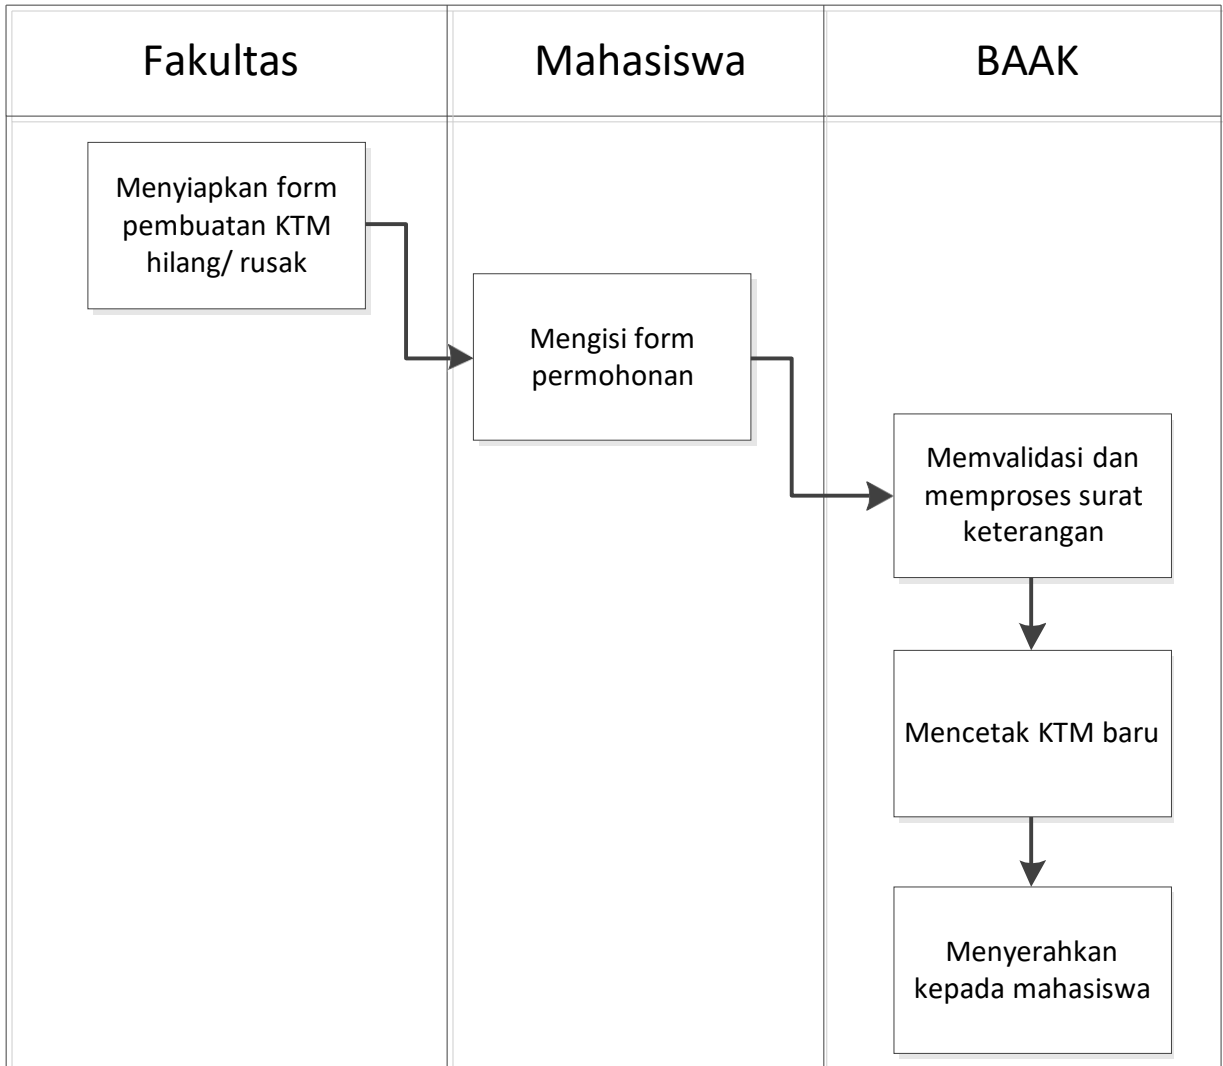 Fakultas
Mahasiswa
BAAK
Menyiapkan form
pembuatan KTM
hilang/ rusak
Mengisi form
permohonan
Memvalidasi dan
memproses surat
keterangan
Mencetak KTM baru
Menyerahkan
kepada mahasiswa